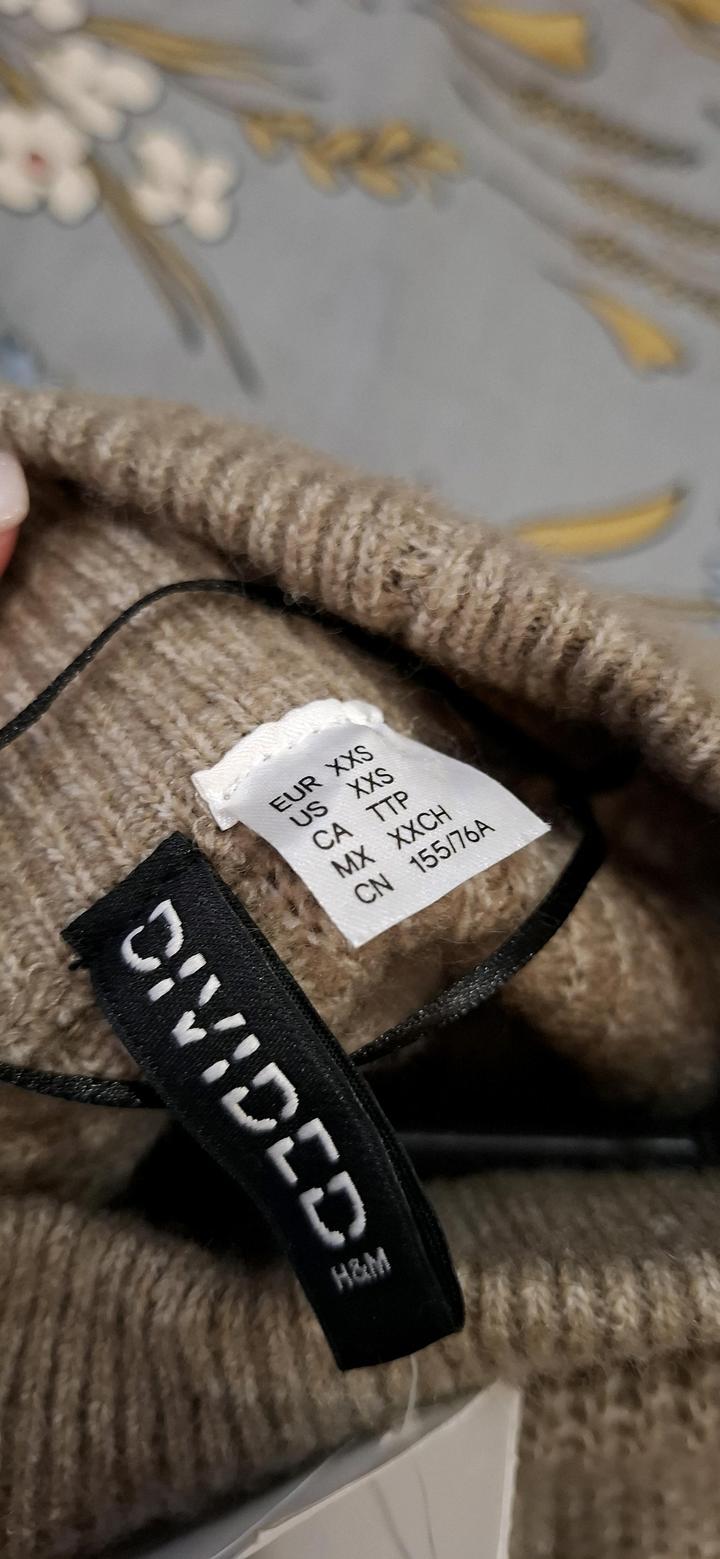 EUR XXS
US XXS
CA TTP
MX XXCH
CN 155/76A
DIVIDED
H&M